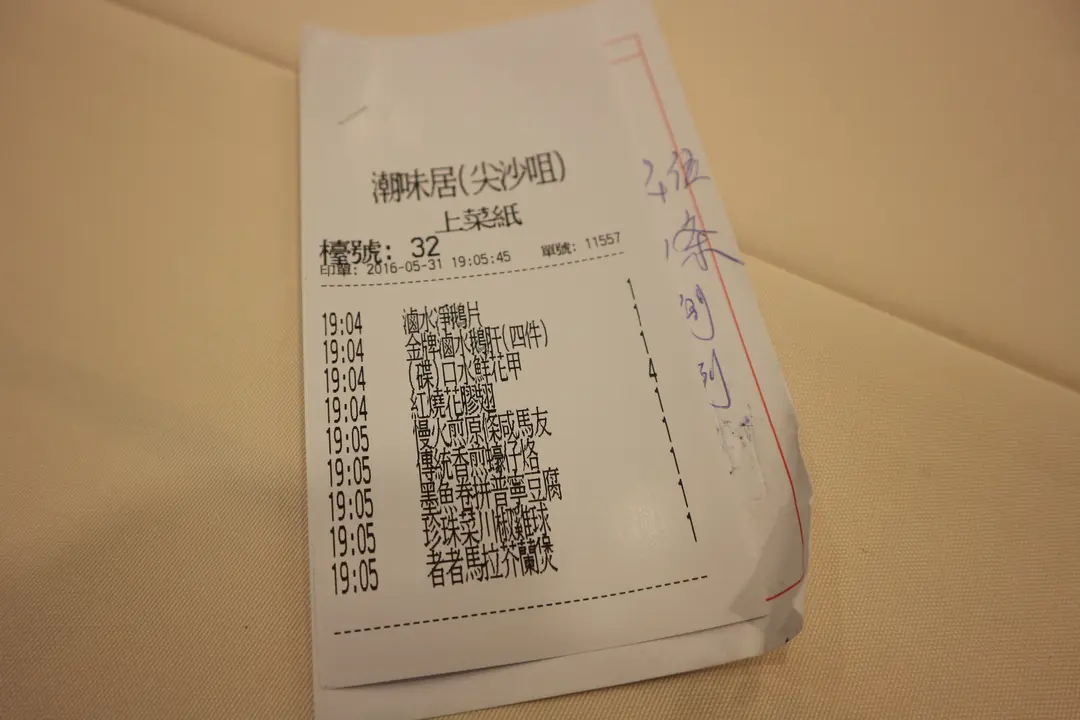 潮味居(尖沙咀)
上菜紙
檯號: 32
印單: 2016-05-31 19:05:45 單號: 11557
19:04 滷水凈鵝片 1
19:04 金牌滷水鵝肝(四件) 1
19:04 (碟)口水鮮花甲 1
19:04 紅燒花膠翅 4
19:05 慢火煎原條咸馬友 1
19:05 傳統香煎蠔仔烙 1
19:05 墨魚卷拼普寧豆腐 1
19:05 珍珠菜川椒雞球 1
19:05 者者馬拉芥蘭煲 1